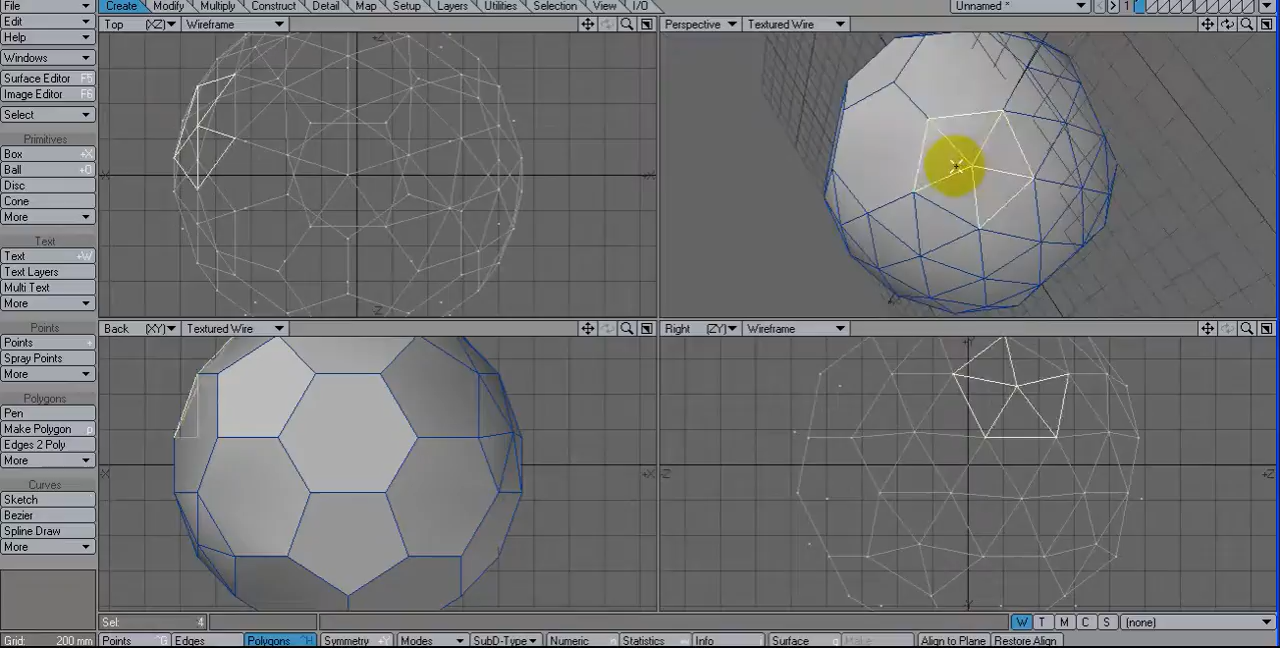 File Create Modify Multiply Construct Detail Map Setup Layers Utilities Selection View I/O Unnamed * 1
Edit Top (XZ) Wireframe Perspective Textured Wire
Help
Windows
Surface Editor F5
Image Editor F6
Select
Primitives
Box +X
Ball +O
Disc
Cone
More
Text
Text +W
Text Layers
Multi Text
More
Points Back (XY) Textured Wire Right (ZY) Wireframe
Points +
Spray Points
More
Polygons
Pen
Make Polygon p
Edges 2 Poly
More
Curves
Sketch
Bezier
Spline Draw
More
Sel: 4 W T M C S (none)
Grid: 200 mm Points ^G Edges Polygons ^H Symmetry +Y Modes SubD-Type Numeric n Statistics w Info i Surface q Make Align to Plane Restore Align